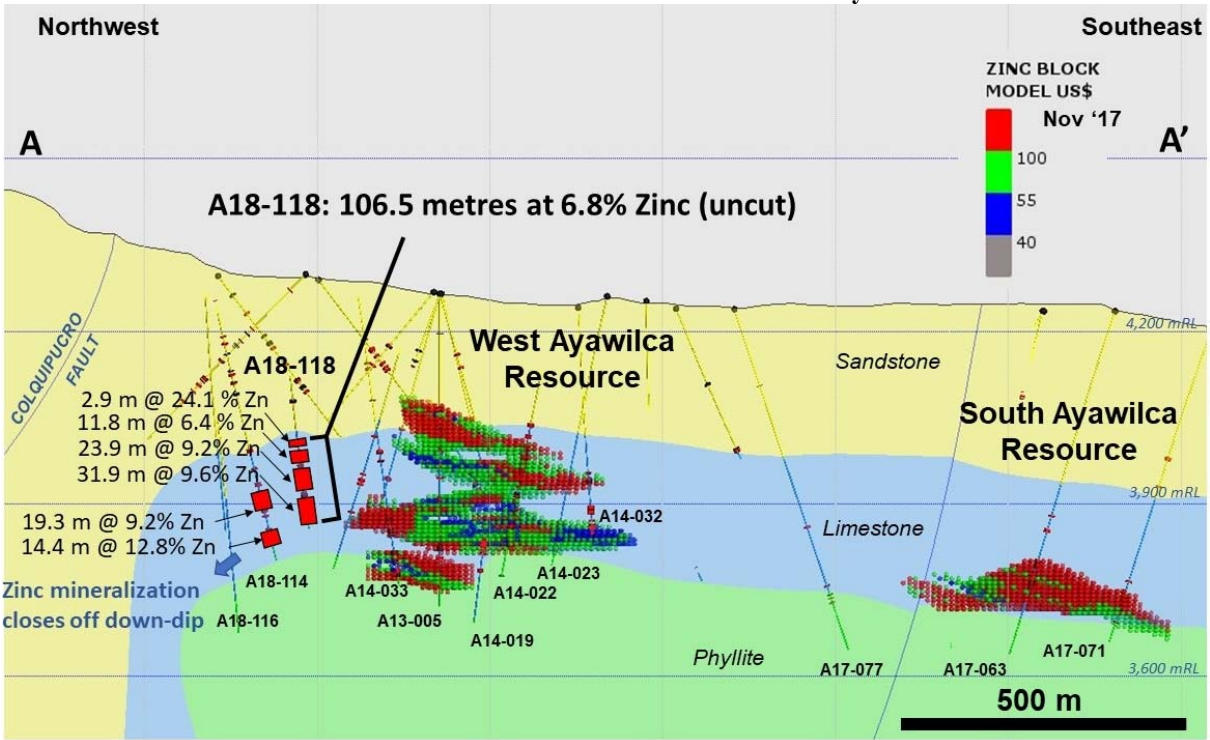 Northwest
Southeast
ZINC BLOCK
MODEL US$
Nov ‘17
100
55
40
A
A’
A18-118: 106.5 metres at 6.8% Zinc (uncut)
COLQUIPUCRO
FAULT
A18-118
West Ayawilca
Resource
Sandstone
4,200 mRL
South Ayawilca
Resource
2.9 m @ 24.1 % Zn
11.8 m @ 6.4 % Zn
23.9 m @ 9.2% Zn
31.9 m @ 9.6% Zn
19.3 m @ 9.2% Zn
14.4 m @ 12.8% Zn
3,900 mRL
Limestone
A14-032
A14-023
A18-114
A14-033
A14-022
Zinc mineralization
closes off down-dip
A18-116
A13-005
A14-019
Phyllite
A17-077
A17-063
A17-071
3,600 mRL
500 m